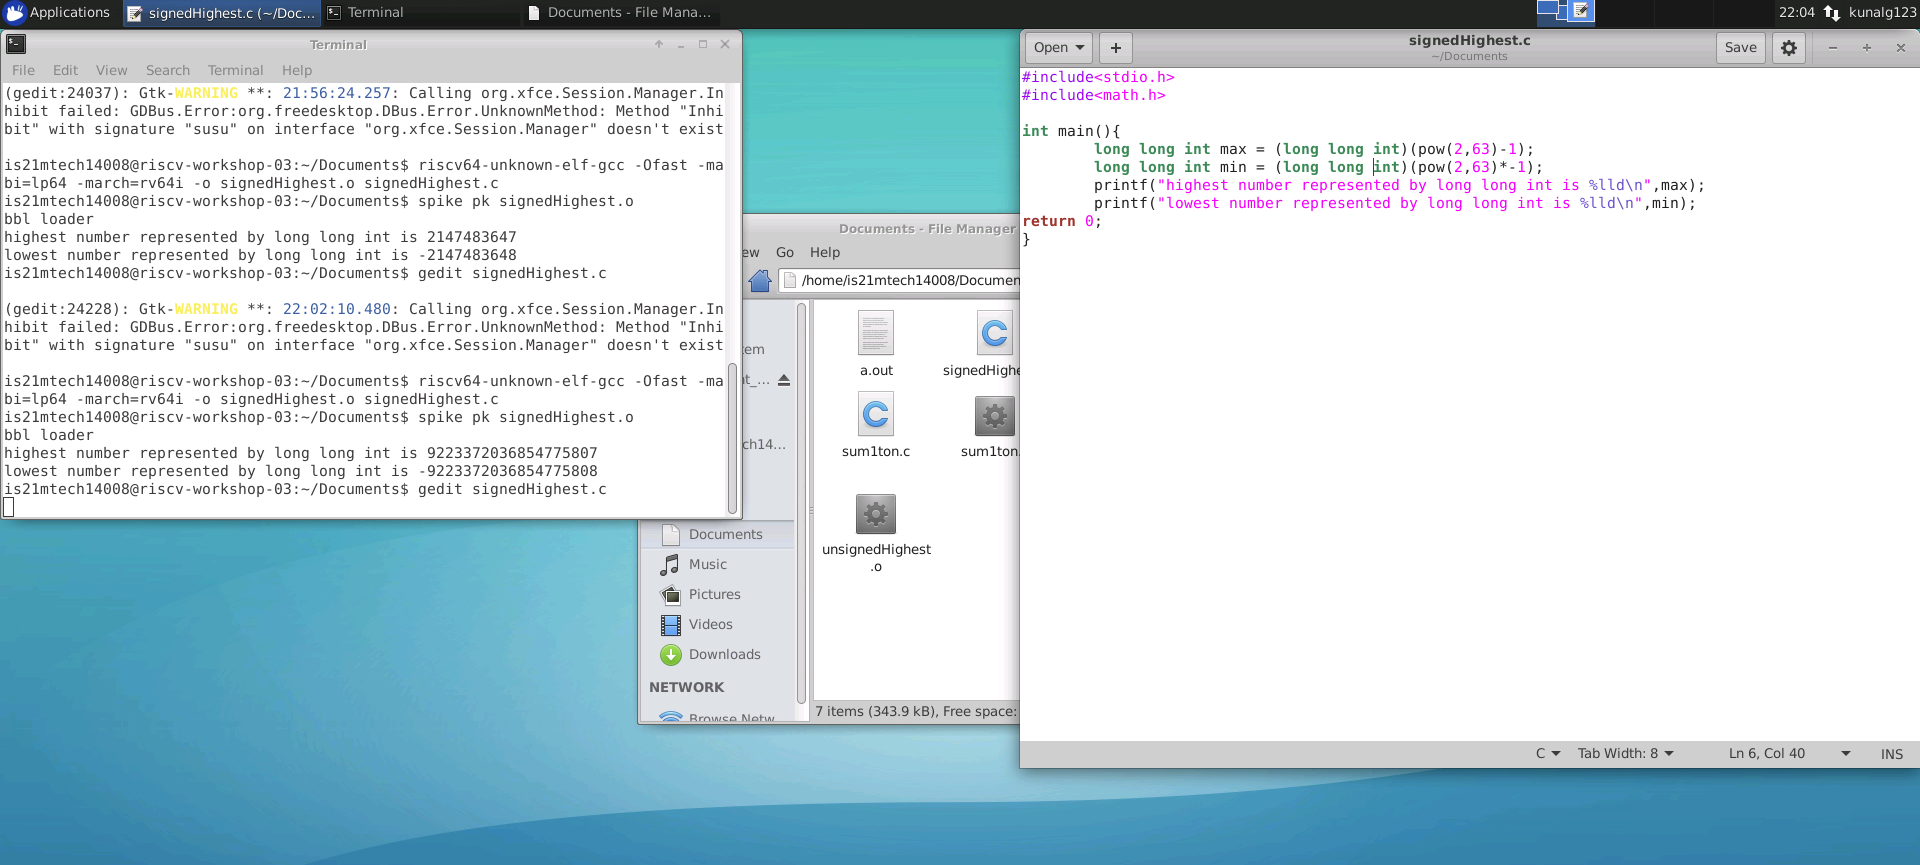 Applications
signedHighest.c (~/Doc...
Terminal
Documents - File Mana...
22:04
kunalg123
Terminal
File Edit View Search Terminal Help
(gedit:24037): Gtk-WARNING **: 21:56:24.257: Calling org.xfce.Session.Manager.In
hibit failed: GDBus.Error:org.freedesktop.DBus.Error.UnknownMethod: Method "Inhi
bit" with signature "susu" on interface "org.xfce.Session.Manager" doesn't exist
is21mtech14008@riscv-workshop-03:~/Documents$ riscv64-unknown-elf-gcc -Ofast -ma
bi=lp64 -march=rv64i -o signedHighest.o signedHighest.c
is21mtech14008@riscv-workshop-03:~/Documents$ spike pk signedHighest.o
bbl loader
highest number represented by long long int is 2147483647
lowest number represented by long long int is -2147483648
is21mtech14008@riscv-workshop-03:~/Documents$ gedit signedHighest.c
(gedit:24228): Gtk-WARNING **: 22:02:10.480: Calling org.xfce.Session.Manager.In
hibit failed: GDBus.Error:org.freedesktop.DBus.Error.UnknownMethod: Method "Inhi
bit" with signature "susu" on interface "org.xfce.Session.Manager" doesn't exist
is21mtech14008@riscv-workshop-03:~/Documents$ riscv64-unknown-elf-gcc -Ofast -ma
bi=lp64 -march=rv64i -o signedHighest.o signedHighest.c
is21mtech14008@riscv-workshop-03:~/Documents$ spike pk signedHighest.o
bbl loader
highest number represented by long long int is 9223372036854775807
lowest number represented by long long int is -9223372036854775808
is21mtech14008@riscv-workshop-03:~/Documents$ gedit signedHighest.c
Documents - File Manager
ew Go Help
/home/is21mtech14008/Documen
tem
t_...
ch14...
Documents
Music
Pictures
Videos
Downloads
NETWORK
Browse Netw
a.out
signedHighe
sum1ton.c
sum1ton.
unsignedHighest
.o
7 items (343.9 kB), Free space:
Open
signedHighest.c
~/Documents
Save
#include<stdio.h>
#include<math.h>
int main(){
long long int max = (long long int)(pow(2,63)-1);
long long int min = (long long int)(pow(2,63)*-1);
printf("highest number represented by long long int is %lld\n",max);
printf("lowest number represented by long long int is %lld\n",min);
return 0;
}
C
Tab Width: 8
Ln 6, Col 40
INS